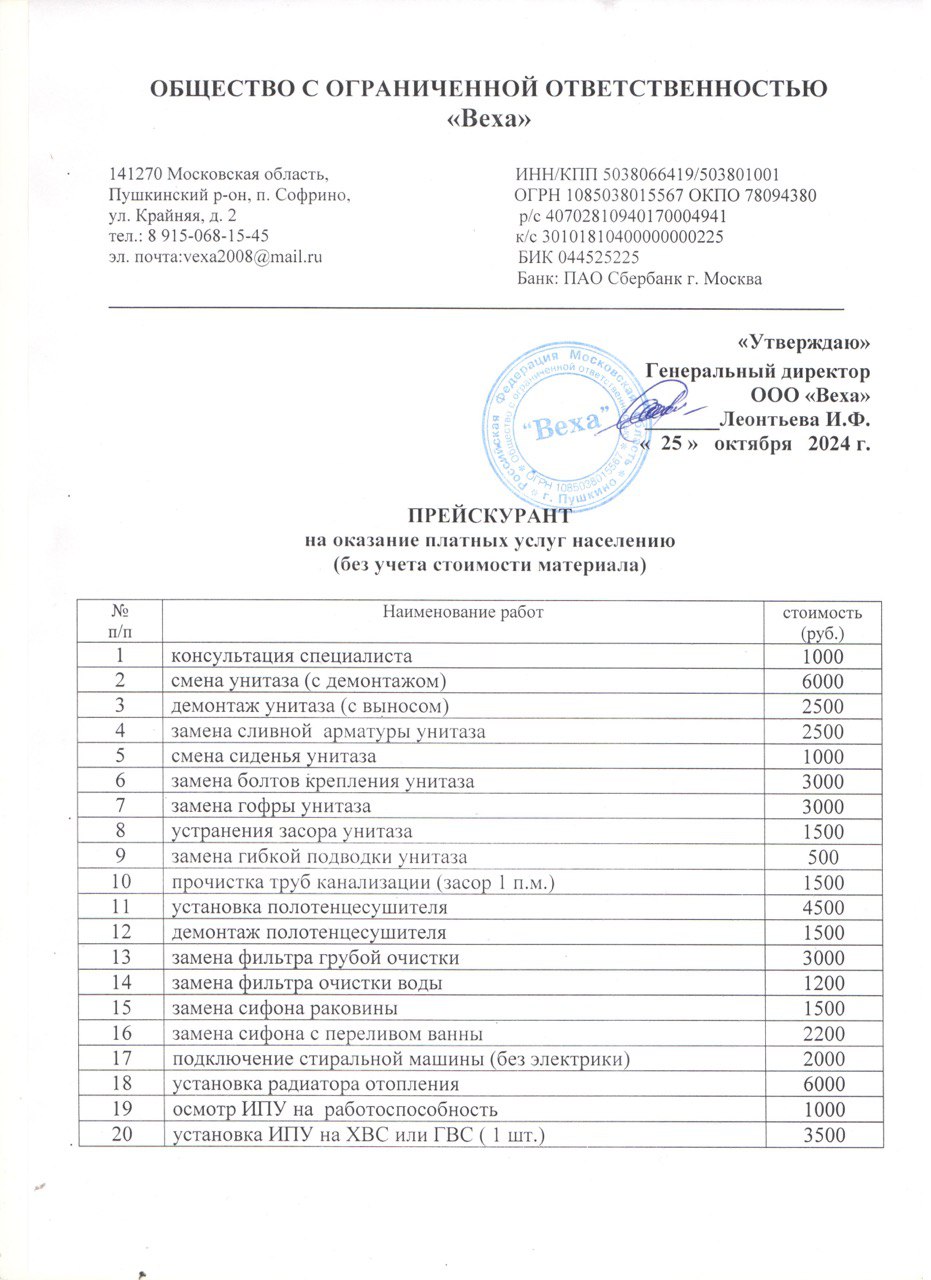 ОБЩЕСТВО С ОГРАНИЧЕННОЙ ОТВЕТСТВЕННОСТЬЮ
«Веха»
141270 Московская область,
Пушкинский р-он, п. Софрино,
ул. Крайняя, д. 2
тел.: 8 915-068-15-45
эл. почта:vexa2008@mail.ru
ИНН/КПП 5038066419/503801001
ОГРН 1085038015567 ОКПО 78094380
р/с 40702810940170004941
к/с 30101810400000000225
БИК 044525225
Банк: ПАО Сбербанк г. Москва
«Утверждаю»
Генеральный директор
ООО «Веха»
_______Леонтьева И.Ф.
« 25 » октября 2024 г.
Российская Федерация Московская область * г. Пушкино *
Общество с ограниченной ответственностью * ОГРН 1085038015567 *
"Веха"
ПРЕЙСКУРАНТ
на оказание платных услуг населению
(без учета стоимости материала)
№ п/п Наименование работ стоимость (руб.)
1 консультация специалиста 1000
2 смена унитаза (с демонтажом) 6000
3 демонтаж унитаза (с выносом) 2500
4 замена сливной арматуры унитаза 2500
5 смена сиденья унитаза 1000
6 замена болтов крепления унитаза 3000
7 замена гофры унитаза 3000
8 устранения засора унитаза 1500
9 замена гибкой подводки унитаза 500
10 прочистка труб канализации (засор 1 п.м.) 1500
11 установка полотенцесушителя 4500
12 демонтаж полотенцесушителя 1500
13 замена фильтра грубой очистки 3000
14 замена фильтра очистки воды 1200
15 замена сифона раковины 1500
16 замена сифона с переливом ванны 2200
17 подключение стиральной машины (без электрики) 2000
18 установка радиатора отопления 6000
19 осмотр ИПУ на работоспособность 1000
20 установка ИПУ на ХВС или ГВС ( 1 шт.) 3500